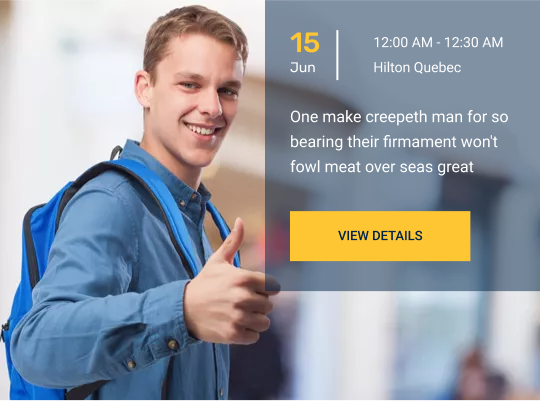 15
Jun
12:00 AM - 12:30 AM
Hilton Quebec
One make creepeth man for so
bearing their firmament won't
fowl meat over seas great
VIEW DETAILS